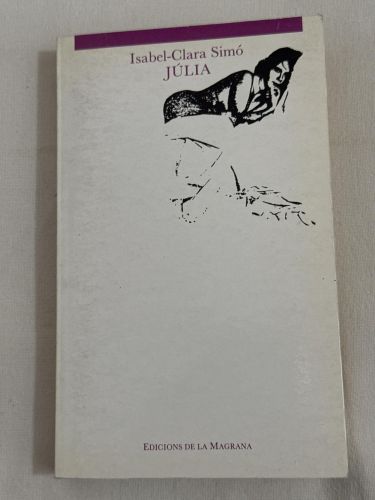 Isabel-Clara Simó
JÚLIA
EDICIONS DE LA MAGRANA